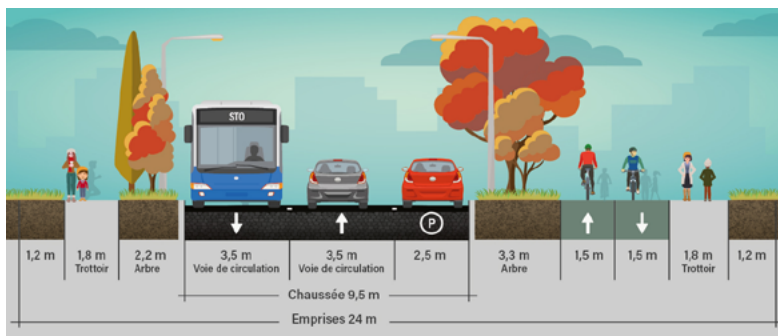 STO
P
1,2 m
1,8 m
Trottoir
2,2 m
Arbre
3,5 m
Voie de circulation
3,5 m
Voie de circulation
2,5 m
3,3 m
Arbre
1,5 m
1,5 m
1,8 m
Trottoir
1,2 m
Chaussée 9,5 m
Emprises 24 m